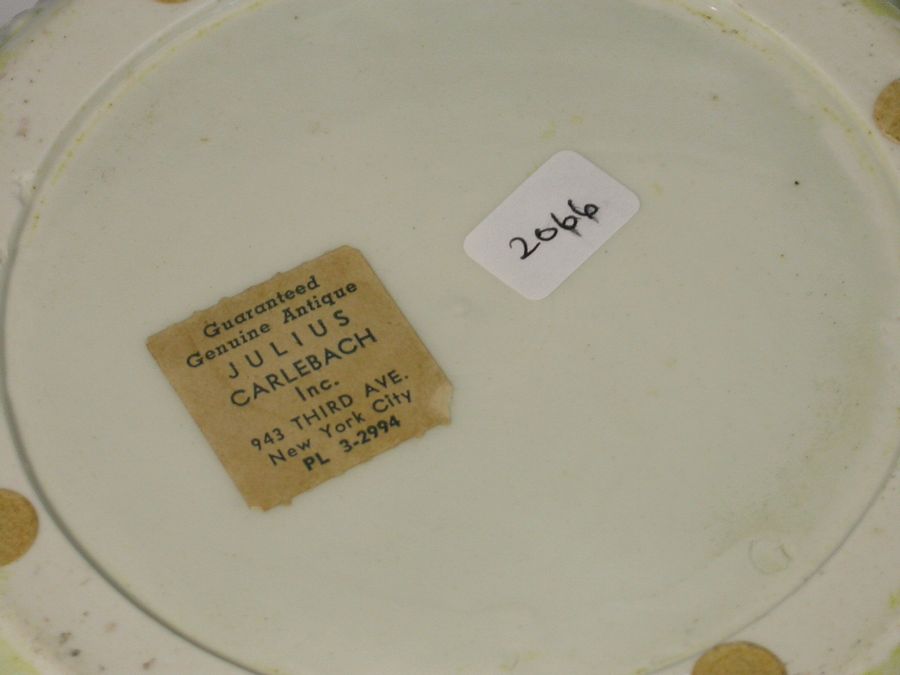 Guaranteed
Genuine Antique
JULIUS
CARLEBACH
Inc.
943 THIRD AVE.
New York City
PL 3-2994
2066